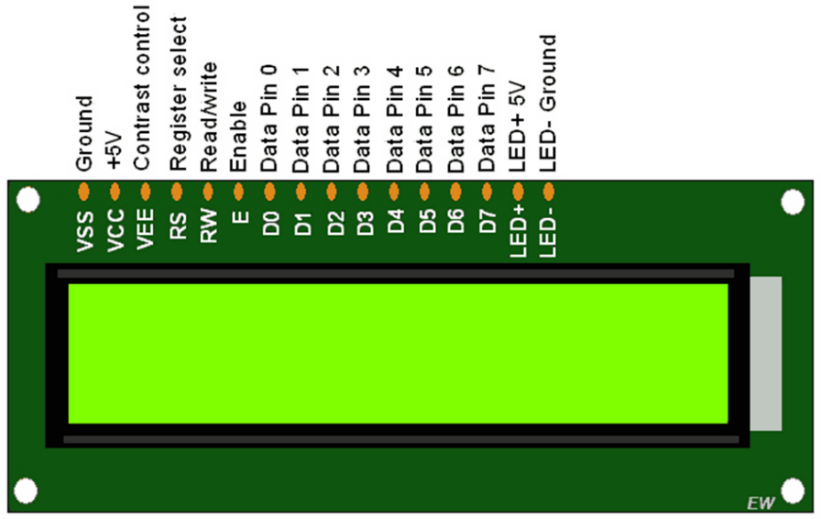 Ground
+5V
Contrast control
Register select
Read/write
Enable
Data Pin 0
Data Pin 1
Data Pin 2
Data Pin 3
Data Pin 4
Data Pin 5
Data Pin 6
Data Pin 7
LED+ 5V
LED- Ground
VSS
VCC
VEE
RS
RW
E
D0
D1
D2
D3
D4
D5
D6
D7
LED+
LED-
EW